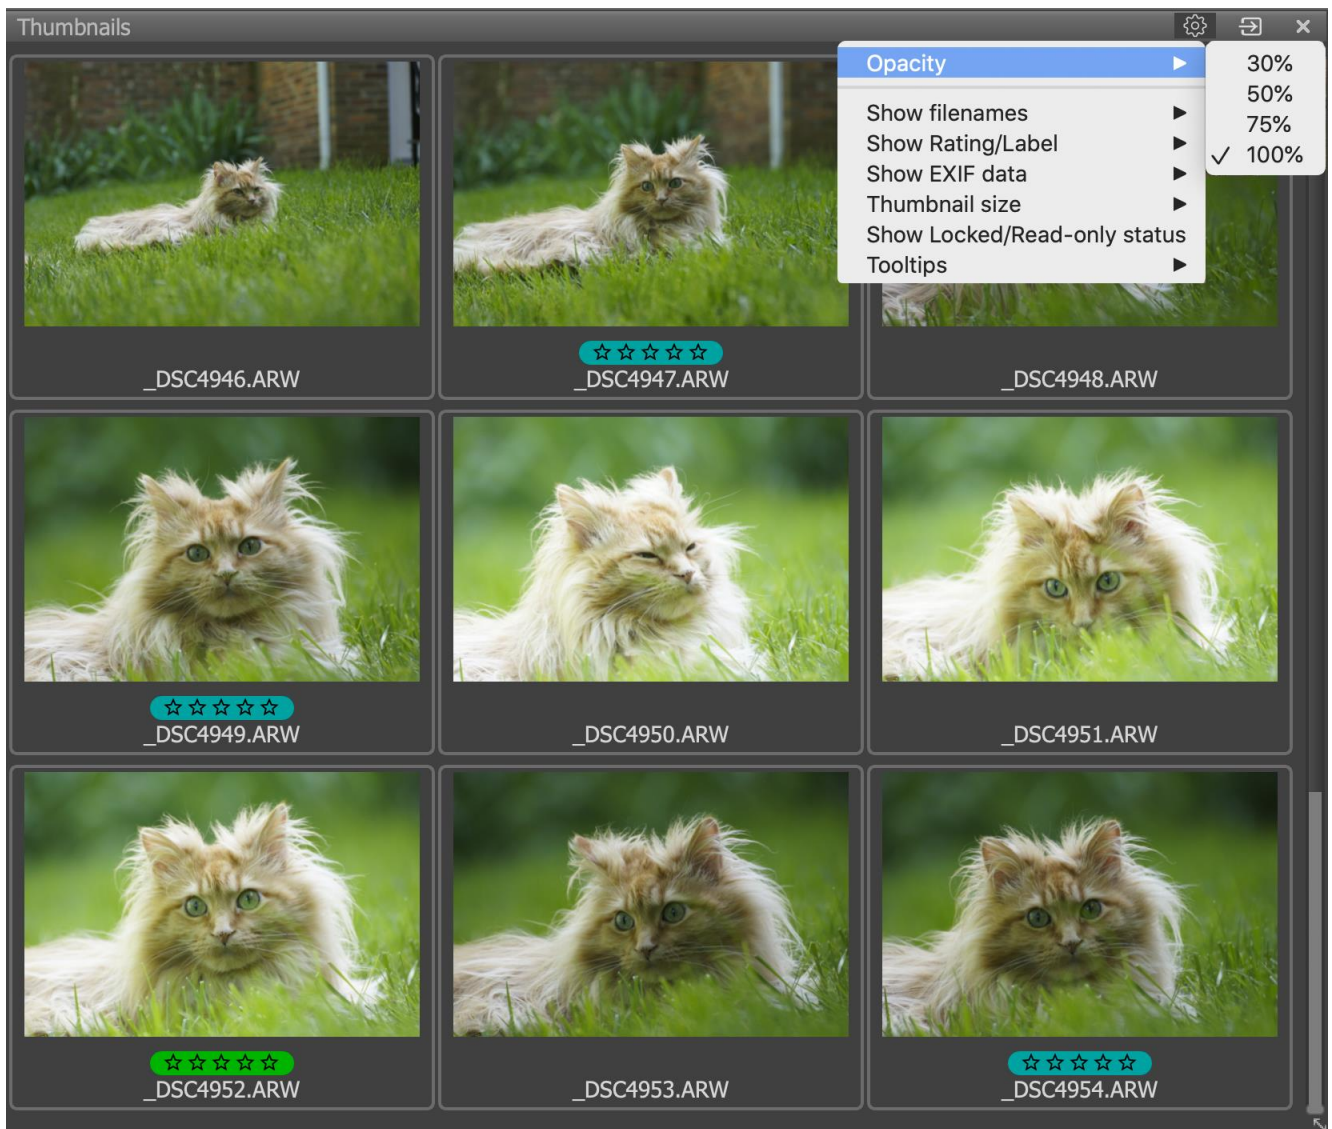 Thumbnails
Opacity
30%
50%
75%
100%
Show filenames
Show Rating/Label
Show EXIF data
Thumbnail size
Show Locked/Read-only status
Tooltips
_DSC4946.ARW
_DSC4947.ARW
_DSC4948.ARW
_DSC4949.ARW
_DSC4950.ARW
_DSC4951.ARW
_DSC4952.ARW
_DSC4953.ARW
_DSC4954.ARW